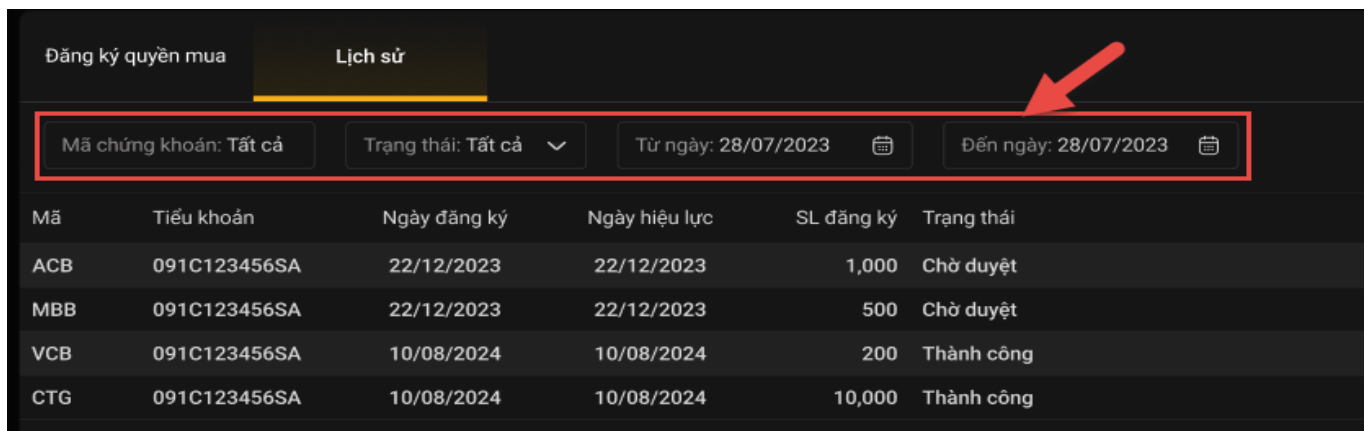 Đăng ký quyền mua Lịch sử
Mã chứng khoán: Tất cả Trạng thái: Tất cả Từ ngày: 28/07/2023 Đến ngày: 28/07/2023
Mã Tiểu khoản Ngày đăng ký Ngày hiệu lực SL đăng ký Trạng thái
ACB 091C123456SA 22/12/2023 22/12/2023 1,000 Chờ duyệt
MBB 091C123456SA 22/12/2023 22/12/2023 500 Chờ duyệt
VCB 091C123456SA 10/08/2024 10/08/2024 200 Thành công
CTG 091C123456SA 10/08/2024 10/08/2024 10,000 Thành công